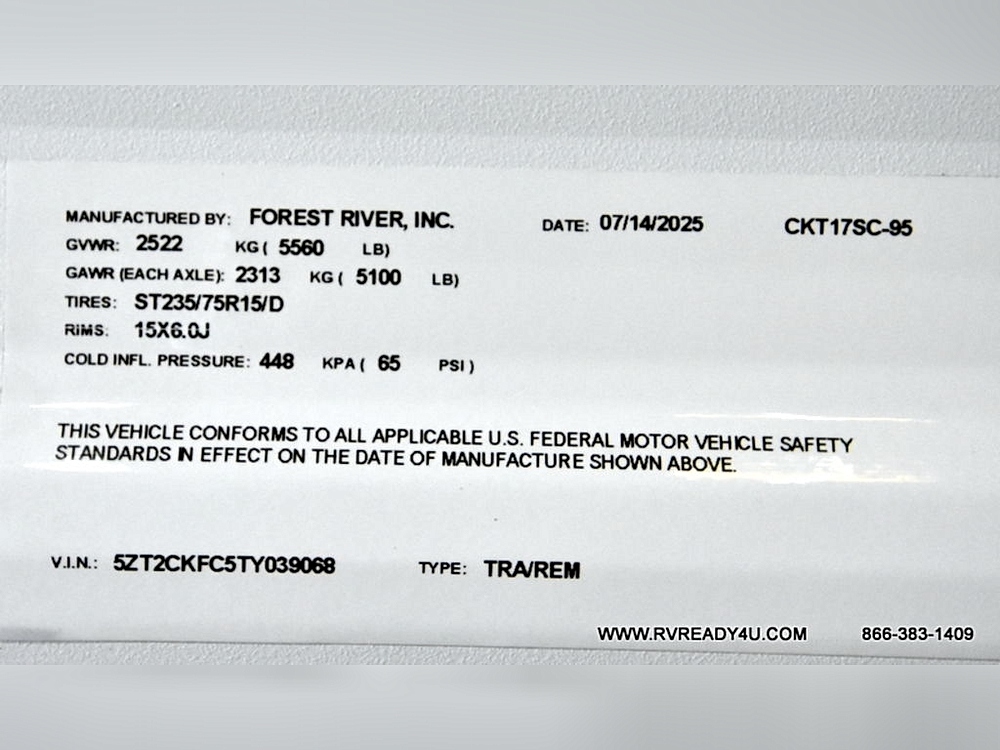 MANUFACTURED BY: FOREST RIVER, INC. DATE: 07/14/2025 CKT17SC-95
GVWR: 2522 KG ( 5560 LB)
GAWR (EACH AXLE): 2313 KG ( 5100 LB)
TIRES: ST235/75R15/D
RIMS: 15X6.0J
COLD INFL. PRESSURE: 448 KPA ( 65 PSI )
THIS VEHICLE CONFORMS TO ALL APPLICABLE U.S. FEDERAL MOTOR VEHICLE SAFETY
STANDARDS IN EFFECT ON THE DATE OF MANUFACTURE SHOWN ABOVE.
V.I.N.: 5ZT2CKFC5TY039068 TYPE: TRA/REM
WWW.RVREADY4U.COM 866-383-1409